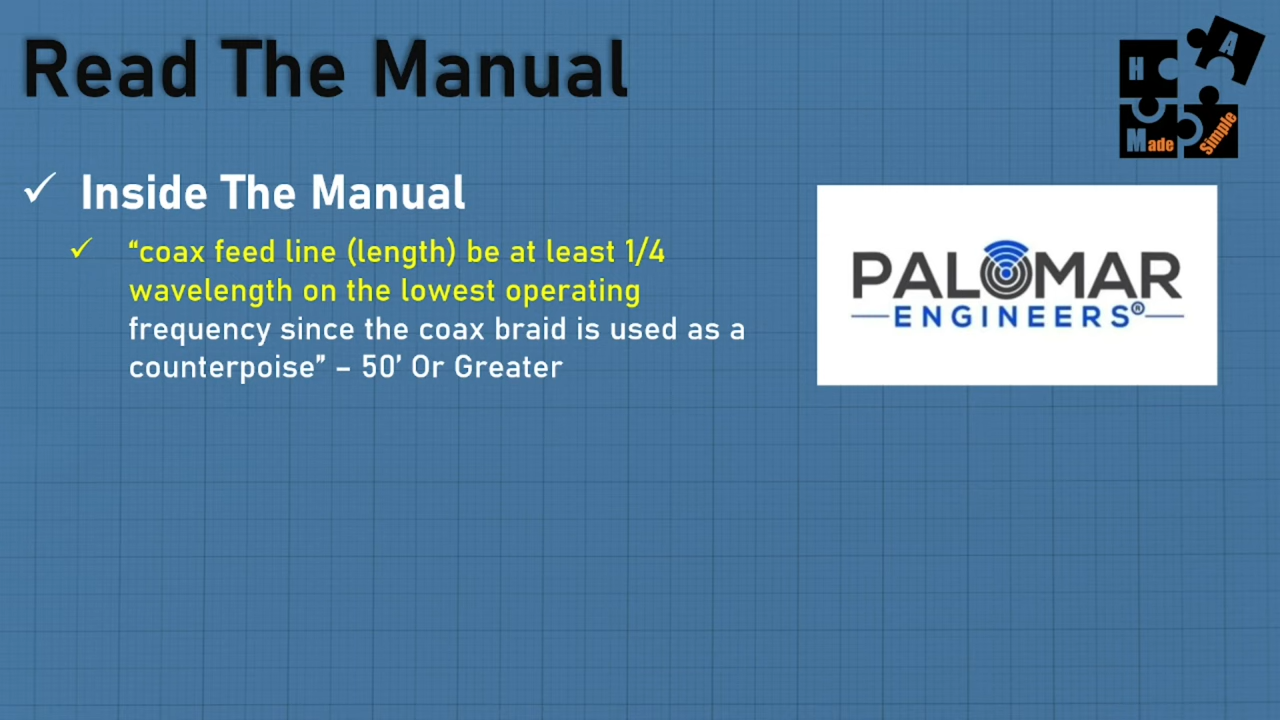 Read The Manual
H A
Made Simple
Inside The Manual
“coax feed line (length) be at least 1/4
wavelength on the lowest operating
frequency since the coax braid is used as a
counterpoise” – 50’ Or Greater
PALOMAR
ENGINEERS®